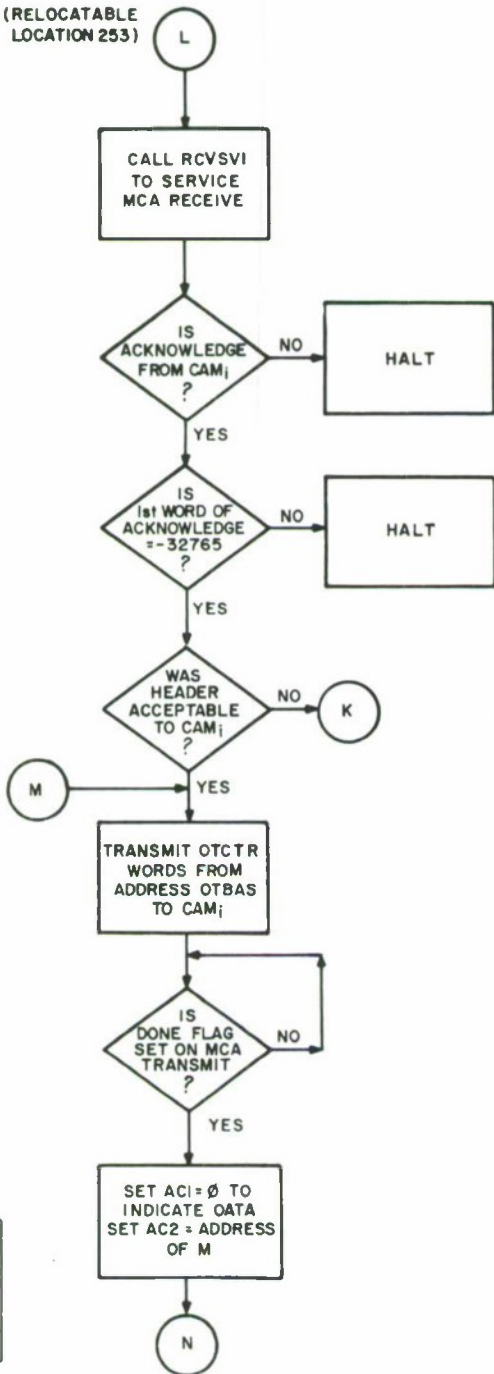 (RELOCATABLE
LOCATION 253)
L
CALL RCVSVI
TO SERVICE
MCA RECEIVE
IS
ACKNOWLEDGE
FROM CAMi
?
NO
HALT
YES
IS
1st WORD OF
ACKNOWLEDGE
=-32765
?
NO
HALT
YES
WAS
HEADER
ACCEPTABLE
TO CAMi
?
NO
K
M
YES
TRANSMIT OTCTR
WORDS FROM
ADDRESS OTBAS
TO CAMi
IS
DONE FLAG
SET ON MCA
TRANSMIT
?
NO
YES
SET AC1=Ø TO
INDICATE DATA
SET AC2 = ADDRESS
OF M
N